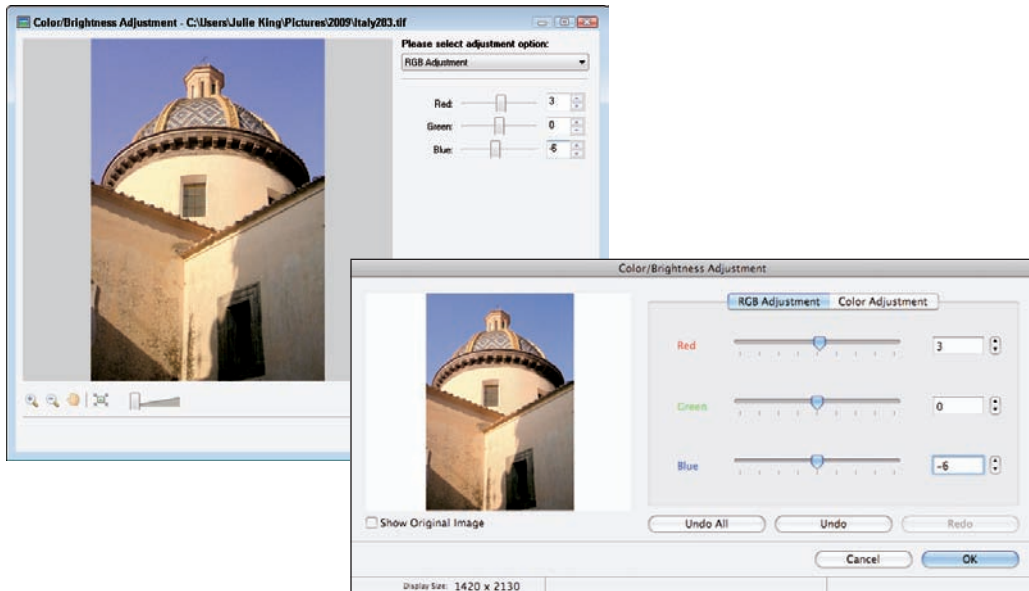 Color/Brightness Adjustment - C:\Users\Julie King\Pictures\2009\Italy283.tif
Please select adjustment option:
RGB Adjustment
Red: 3
Green: 0
Blue: -6
Color/Brightness Adjustment
RGB Adjustment Color Adjustment
Red 3
Green 0
Blue -6
Show Original Image
Undo All Undo Redo
Cancel OK
Display Size: 1420 x 2130